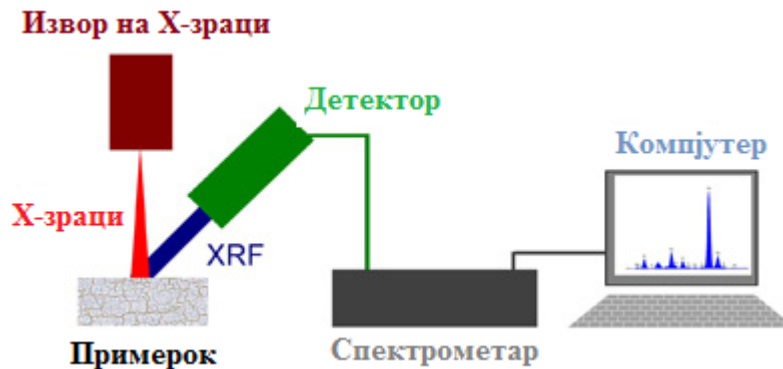 Извор на Х-зраци
Детектор
Компјутер
Х-зраци
XRF
Примерок
Спектрометар